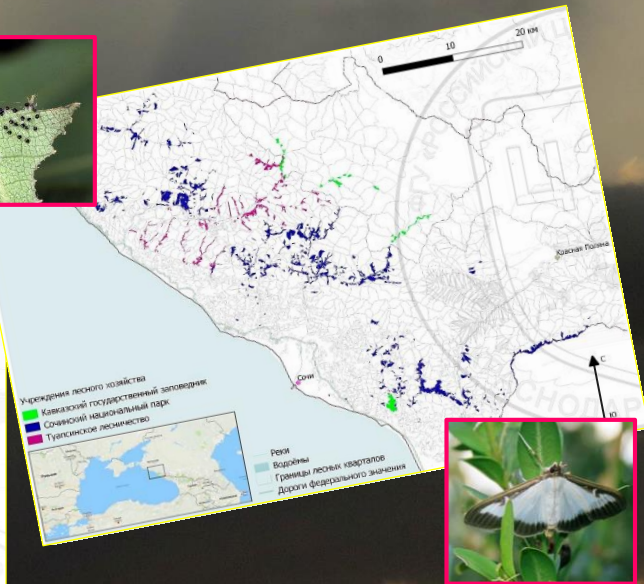 0 10 20 км
Красная Поляна
С
Ю
Сочи
Учреждения лесного хозяйства
Кавказский государственный заповедник
Сочинский национальный парк
Туапсинское лесничество
Реки
Водоёмы
Границы лесных кварталов
Дороги федерального значения